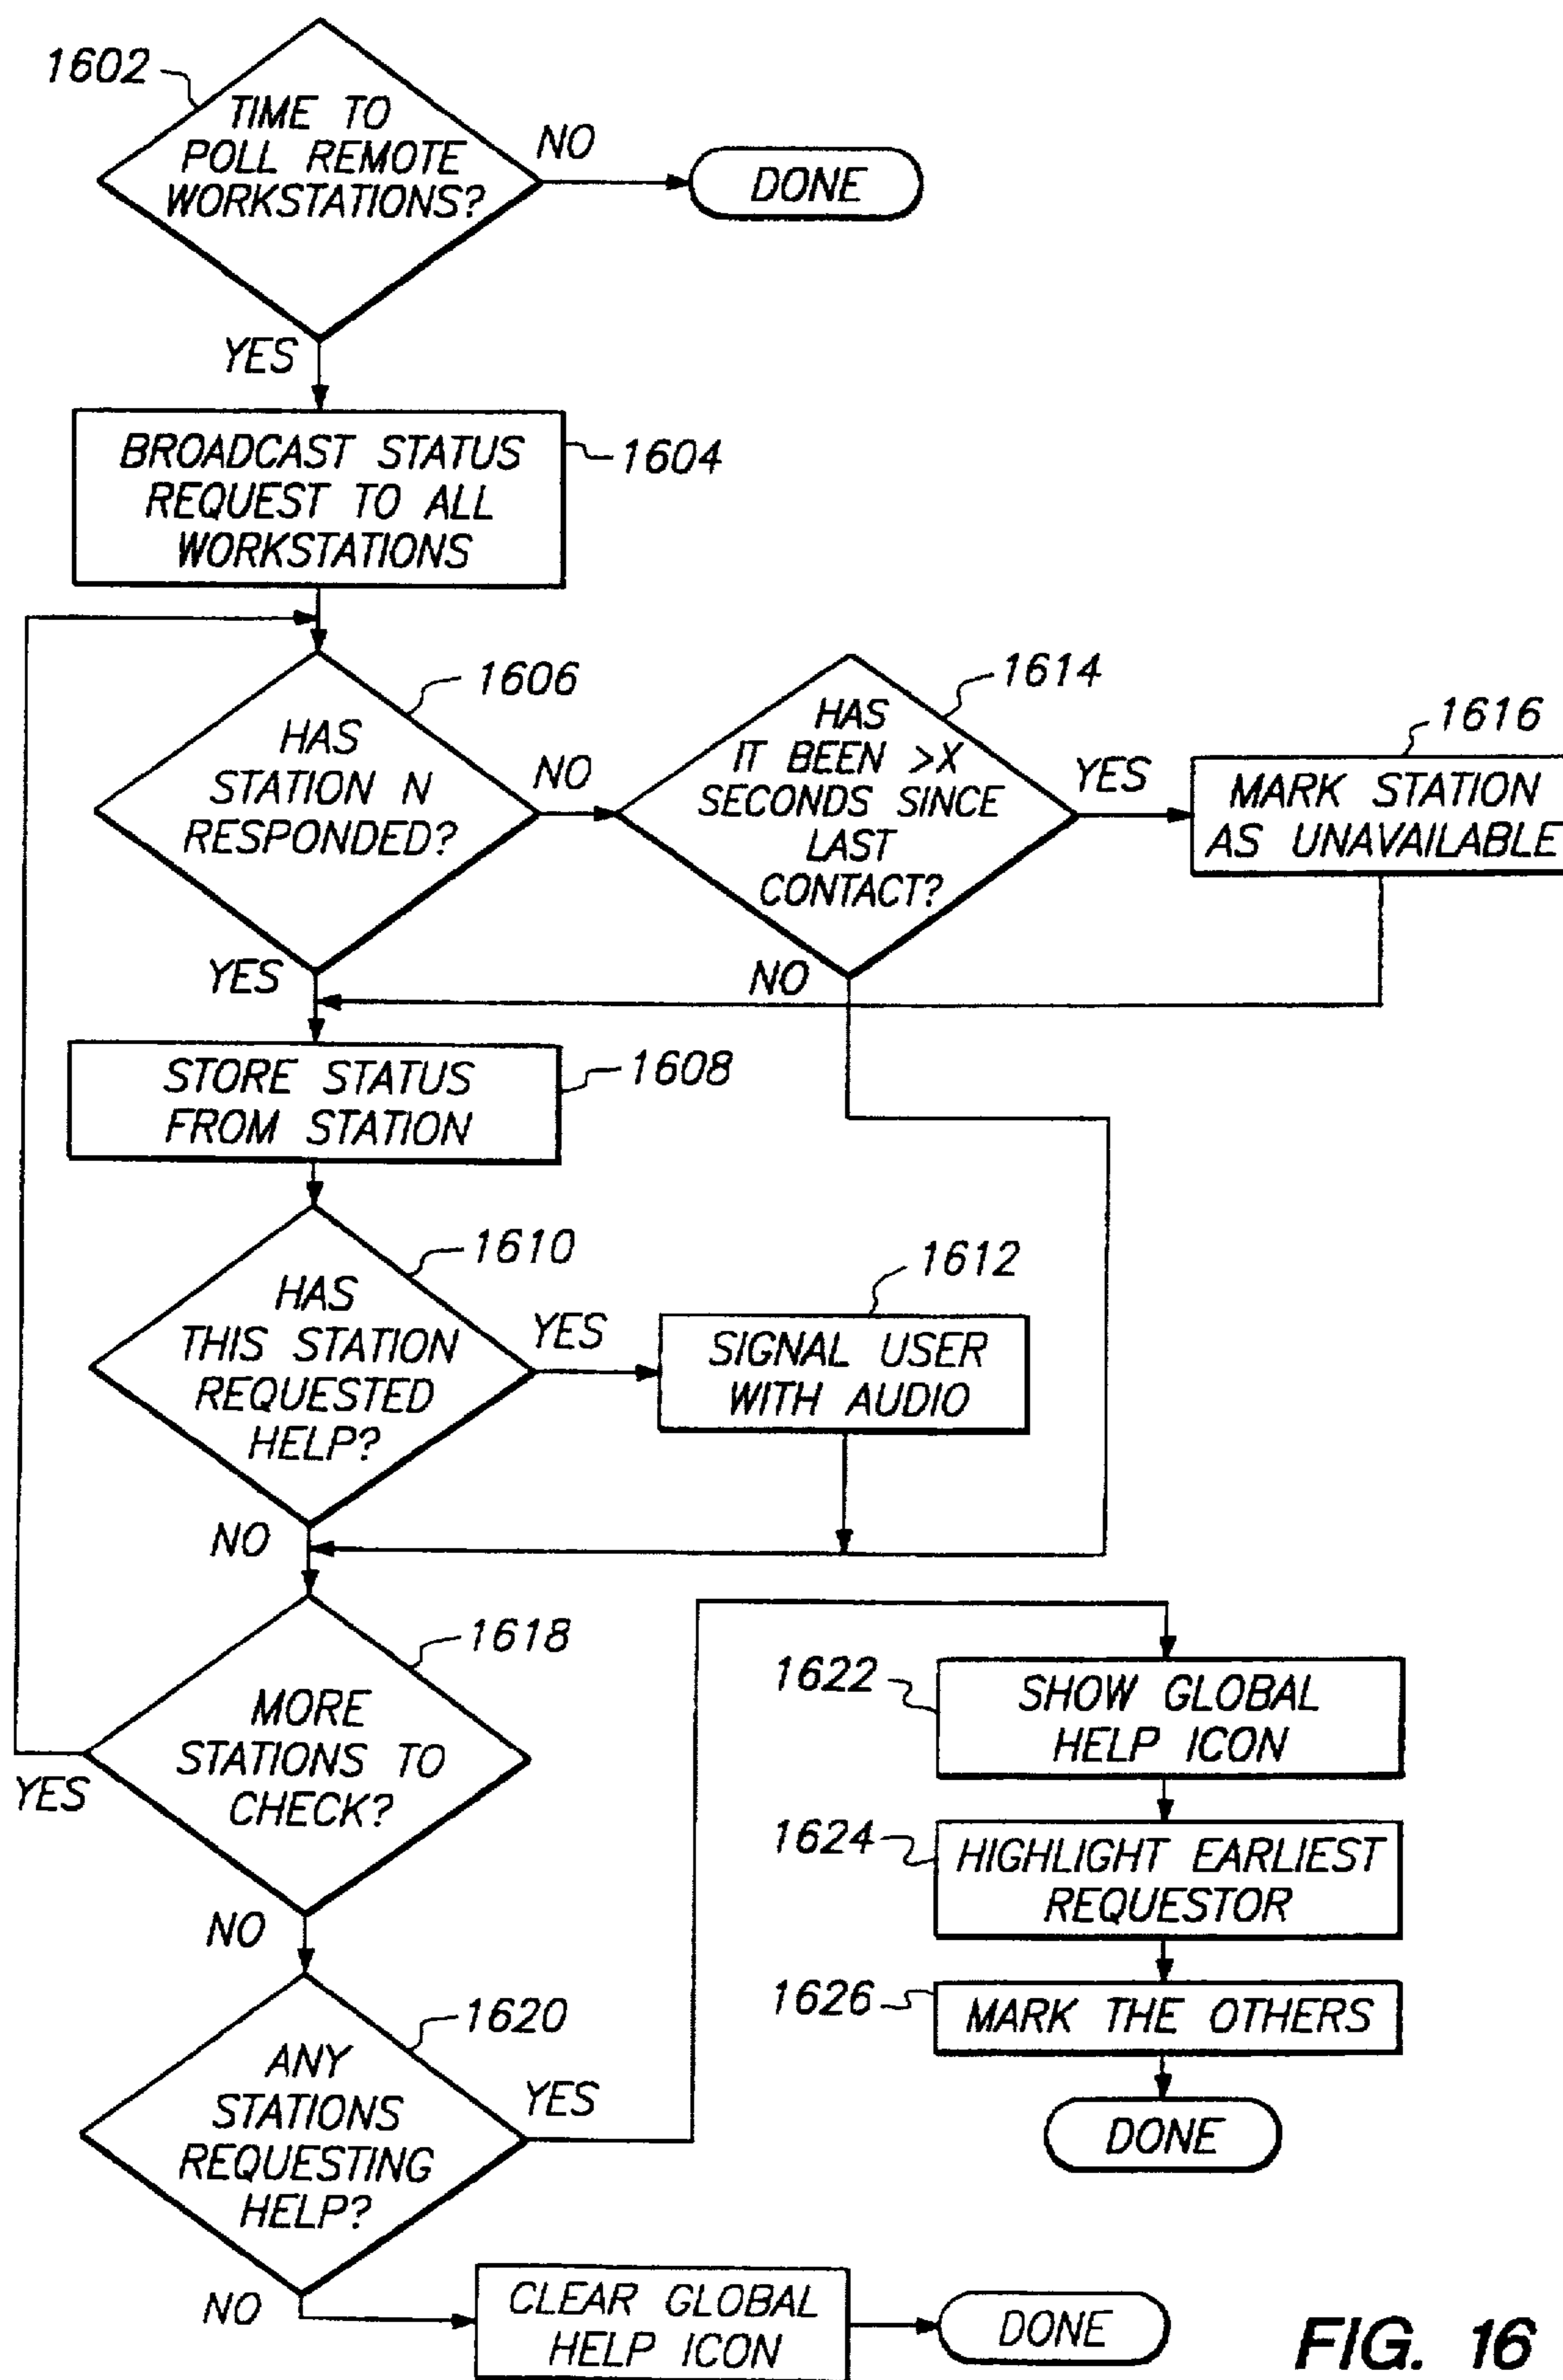 1602
TIME TO
POLL REMOTE
WORKSTATIONS?
NO
DONE
YES
BROADCAST STATUS
REQUEST TO ALL
WORKSTATIONS
1604
1606
HAS
STATION N
RESPONDED?
NO
YES
1614
HAS
IT BEEN >X
SECONDS SINCE
LAST
CONTACT?
YES
NO
1616
MARK STATION
AS UNAVAILABLE
STORE STATUS
FROM STATION
1608
1610
HAS
THIS STATION
REQUESTED
HELP?
YES
NO
1612
SIGNAL USER
WITH AUDIO
1618
MORE
STATIONS TO
CHECK?
YES
NO
1620
ANY
STATIONS
REQUESTING
HELP?
YES
NO
1622
SHOW GLOBAL
HELP ICON
1624
HIGHLIGHT EARLIEST
REQUESTOR
1626
MARK THE OTHERS
DONE
CLEAR GLOBAL
HELP ICON
DONE
FIG. 16